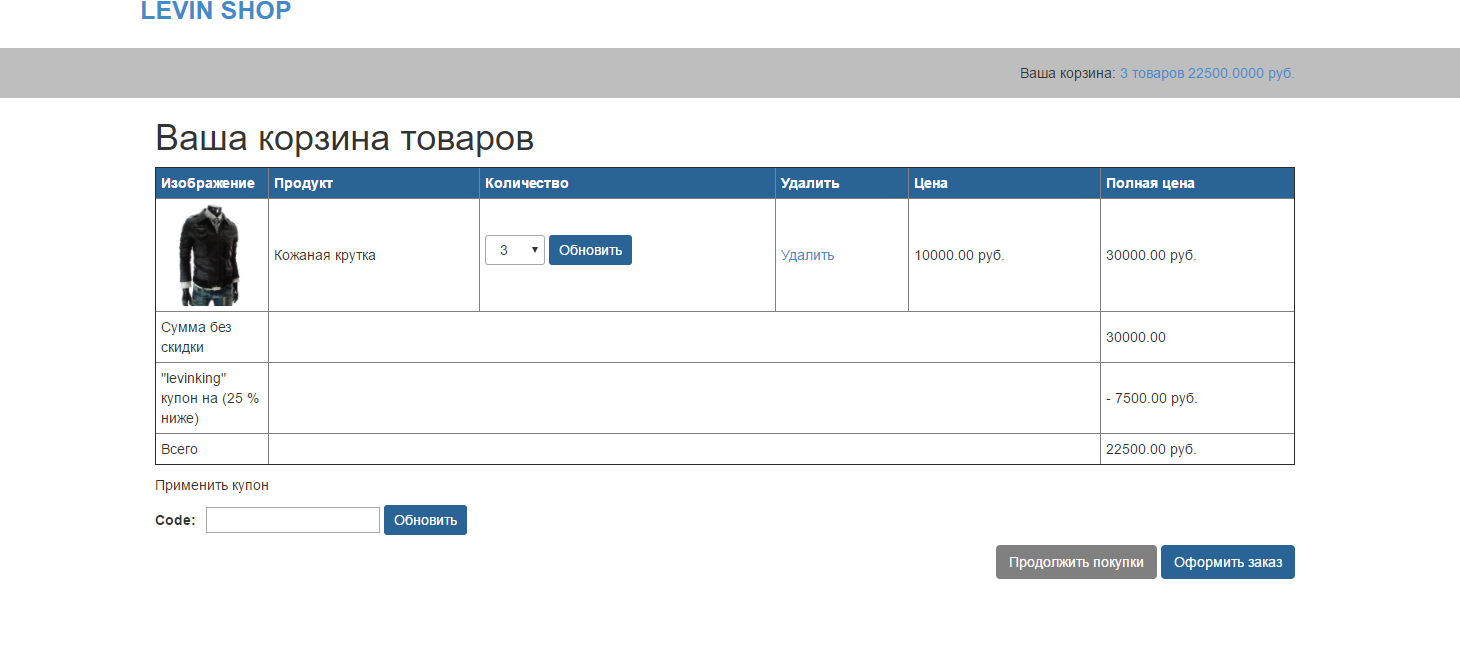 LEVIN SHOP
Ваша корзина: 3 товаров 22500.0000 руб.
Ваша корзина товаров
Изображение Продукт Количество Удалить Цена Полная цена
Кожаная крутка 3 Обновить Удалить 10000.00 руб. 30000.00 руб.
Сумма без
скидки
30000.00
"levinking"
купон на (25 %
ниже)
- 7500.00 руб.
Всего 22500.00 руб.
Применить купон
Code: Обновить
Продолжить покупки Оформить заказ